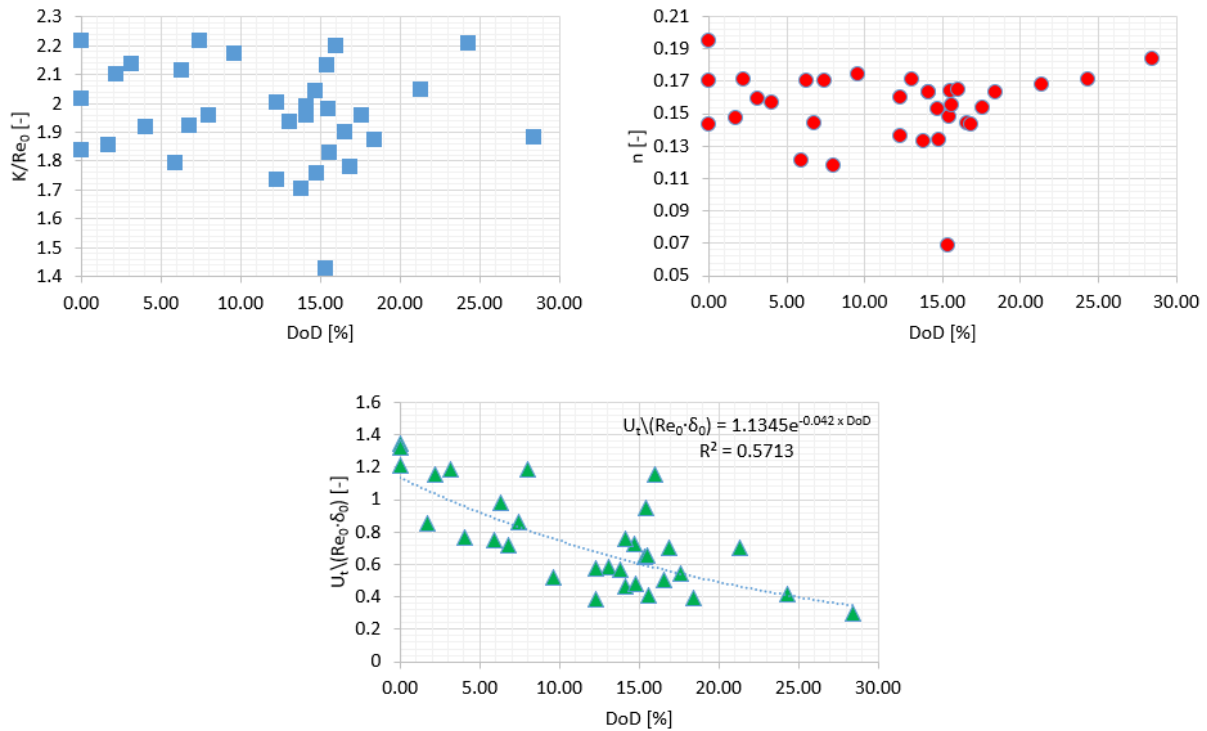 2.3
2.2
2.1
2
1.9
1.8
1.7
1.6
1.5
1.4
K/Re₀ [-]
0.00 5.00 10.00 15.00 20.00 25.00 30.00
DoD [%]
0.21
0.19
0.17
0.15
0.13
0.11
0.09
0.07
0.05
n [-]
0.00 5.00 10.00 15.00 20.00 25.00 30.00
DoD [%]
1.6
1.4
1.2
1
0.8
0.6
0.4
0.2
0
Uₜ\(Re₀·δ₀) [-]
Uₜ\(Re₀·δ₀) = 1.1345e^-0.042 x DoD
R² = 0.5713
0.00 5.00 10.00 15.00 20.00 25.00 30.00
DoD [%]